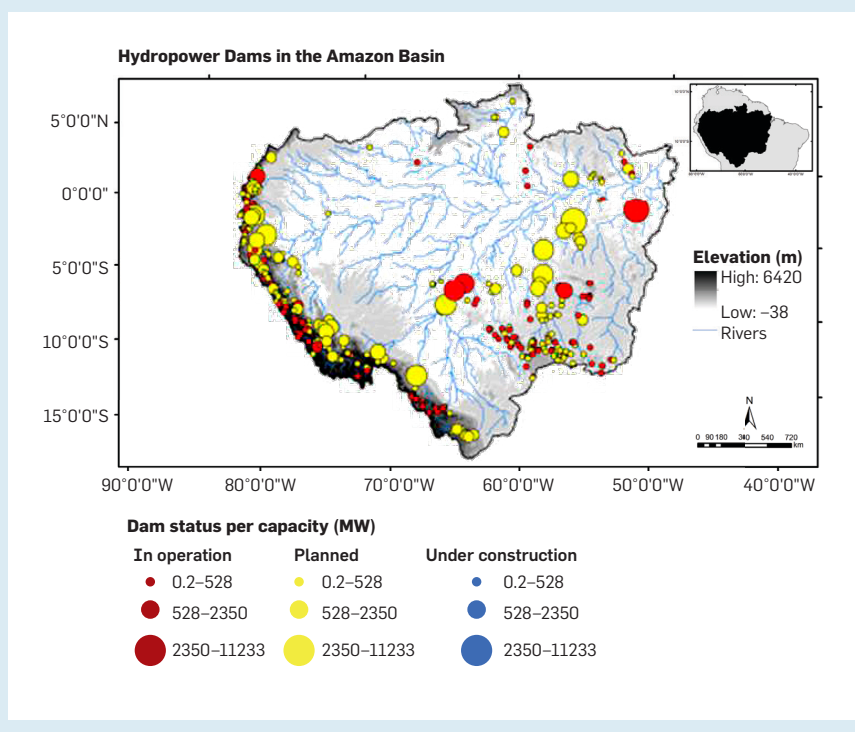 Hydropower Dams in the Amazon Basin
5°0'0"N
0°0'0"
5°0'0"S
10°0'0"S
15°0'0"S
90°0'0"W 80°0'0"W 70°0'0"W 60°0'0"W 50°0'0"W 40°0'0"W
Elevation (m)
High: 6420
Low: –38
Rivers
N
0 90 180 360 540 720
km
Dam status per capacity (MW)
In operation Planned Under construction
0.2–528 0.2–528 0.2–528
528–2350 528–2350 528–2350
2350–11233 2350–11233 2350–11233